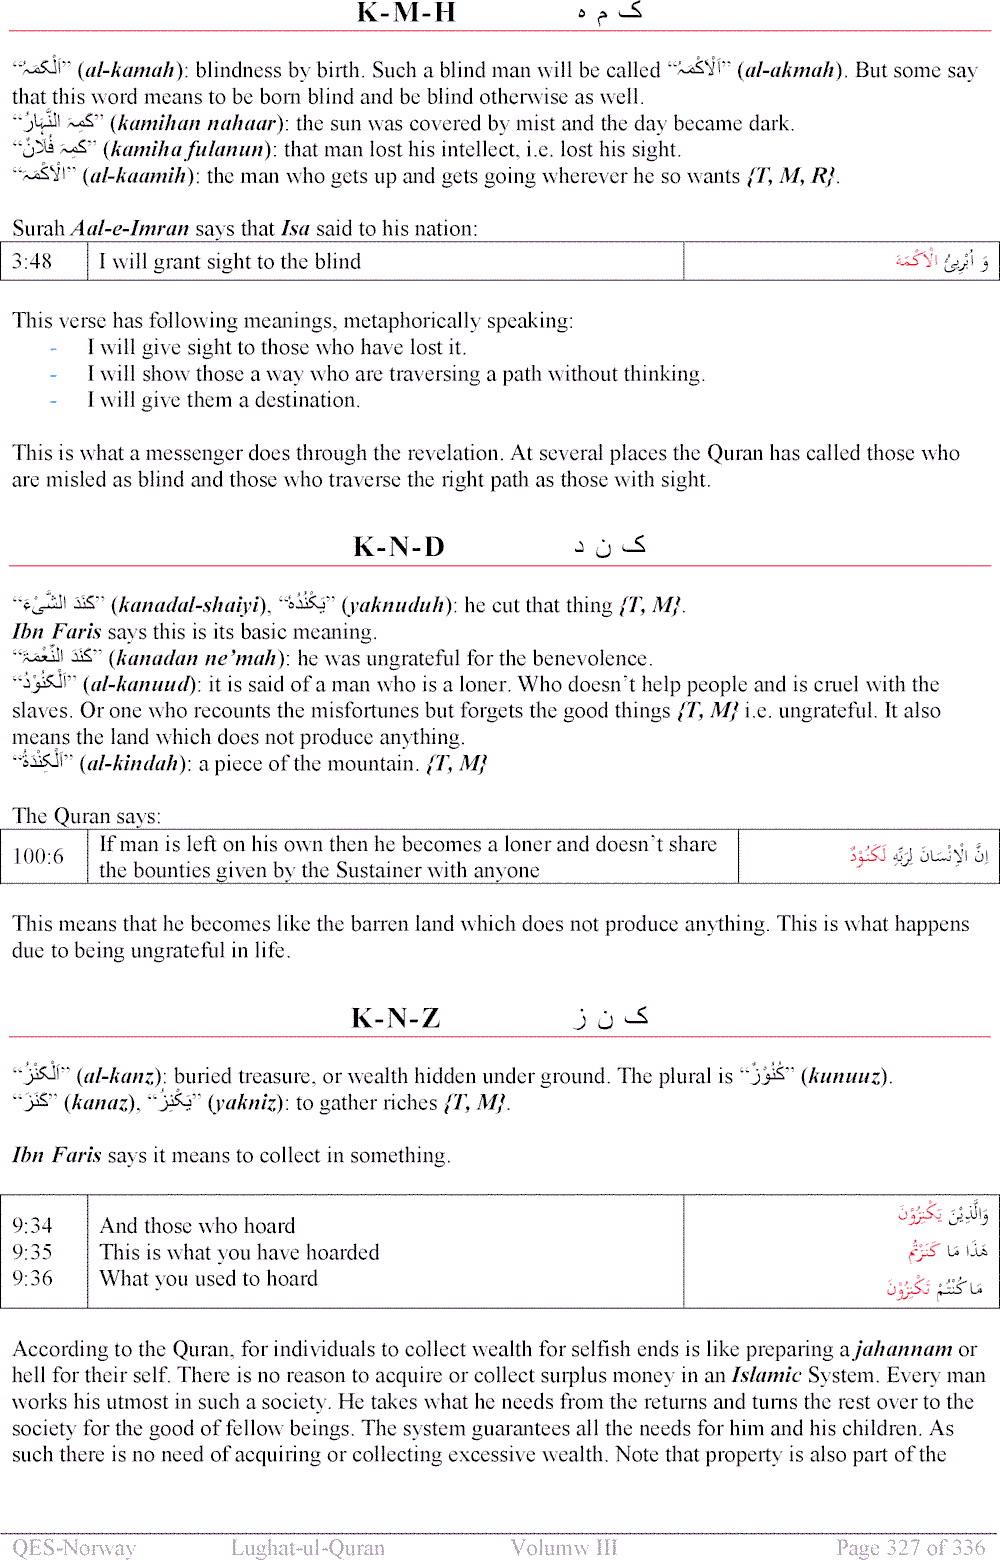 K-M-H ک م ہ
“اَلْکَمَہُ” (al-kamah): blindness by birth. Such a blind man will be called “اَلْاَکْمَہُ” (al-akmah). But some say
that this word means to be born blind and be blind otherwise as well.
“کَمِہَ النَّہَارُ” (kamihan nahaar): the sun was covered by mist and the day became dark.
“کَمِہَ فُلَانٌ” (kamiha fulanun): that man lost his intellect, i.e. lost his sight.
“الْاَکْمَہَ” (al-kaamih): the man who gets up and gets going wherever he so wants {T, M, R}.
Surah Aal-e-Imran says that Isa said to his nation:
3:48 I will grant sight to the blind وَ اُبْرِیُٔ الْاَکْمَہَ
This verse has following meanings, metaphorically speaking:
- I will give sight to those who have lost it.
- I will show those a way who are traversing a path without thinking.
- I will give them a destination.
This is what a messenger does through the revelation. At several places the Quran has called those who
are misled as blind and those who traverse the right path as those with sight.
K-N-D ک ن د
“کَنَدَ الشَّیْءَ” (kanadal-shaiyi), “یَکْنُدُہٗ” (yaknuduh): he cut that thing {T, M}.
Ibn Faris says this is its basic meaning.
“کَنَدَ النِّعْمَۃَ” (kanadan ne’mah): he was ungrateful for the benevolence.
“اَلْکَنُوْدُ” (al-kanuud): it is said of a man who is a loner. Who doesn’t help people and is cruel with the
slaves. Or one who recounts the misfortunes but forgets the good things {T, M} i.e. ungrateful. It also
means the land which does not produce anything.
“اَلْکِنْدَۃُ” (al-kindah): a piece of the mountain. {T, M}
The Quran says:
100:6 If man is left on his own then he becomes a loner and doesn’t share
the bounties given by the Sustainer with anyone اِنَّ الْاِنْسَانَ لِرَبِّہٖ لَکَنُوْدٌ
This means that he becomes like the barren land which does not produce anything. This is what happens
due to being ungrateful in life.
K-N-Z ک ن ز
“اَلْکَنْزُ” (al-kanz): buried treasure, or wealth hidden under ground. The plural is “کُنُوْزٌ” (kunuuz).
“کَنَزَ” (kanaz), “یَکْنِزُ” (yakniz): to gather riches {T, M}.
Ibn Faris says it means to collect in something.
9:34 And those who hoard وَالَّذِیْنَ یَکْنِزُوْنَ
9:35 This is what you have hoarded ھٰذَا مَا کَنَزْتُمْ
9:36 What you used to hoard مَا کُنْتُمْ تَکْنِزُوْنَ
According to the Quran, for individuals to collect wealth for selfish ends is like preparing a jahannam or
hell for their self. There is no reason to acquire or collect surplus money in an Islamic System. Every man
works his utmost in such a society. He takes what he needs from the returns and turns the rest over to the
society for the good of fellow beings. The system guarantees all the needs for him and his children. As
such there is no need of acquiring or collecting excessive wealth. Note that property is also part of the
QES-Norway Lughat-ul-Quran Volumw III Page 327 of 336